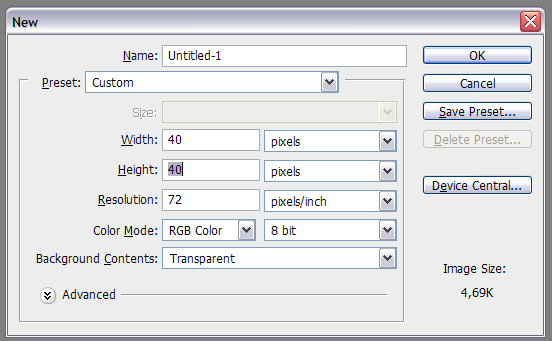 New
Name: Untitled-1
OK
Preset: Custom
Cancel
Size:
Save Preset...
Width: 40 pixels
Delete Preset...
Height: 40 pixels
Resolution: 72 pixels/inch
Device Central...
Color Mode: RGB Color 8 bit
Background Contents: Transparent
Image Size:
4,69K
Advanced